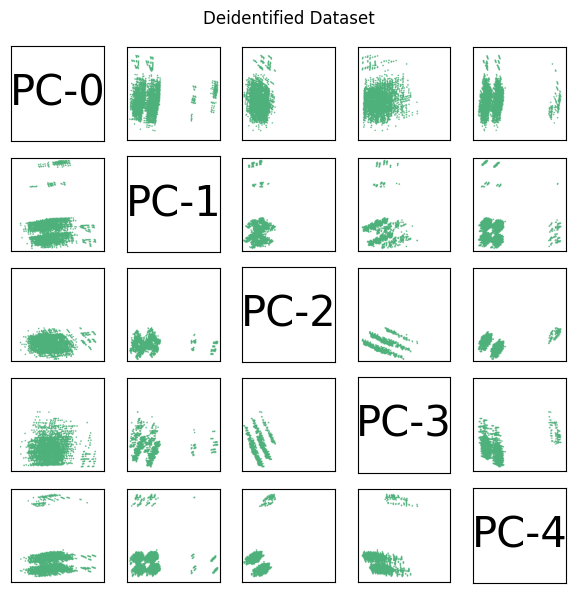 Deidentified Dataset
PC-0
PC-1
PC-2
PC-3
PC-4